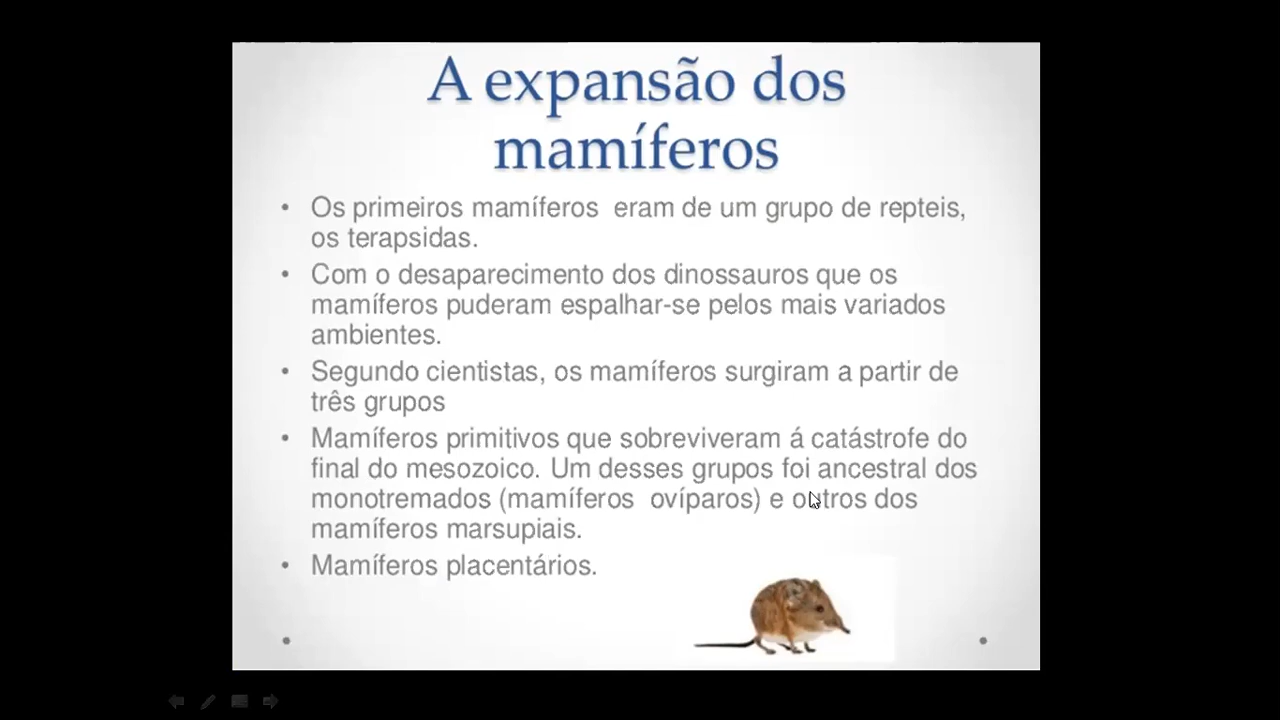 A expansão dos
mamíferos
• Os primeiros mamíferos  eram de um grupo de repteis,
os terapsidas.
• Com o desaparecimento dos dinossauros que os
mamíferos puderam espalhar-se pelos mais variados
ambientes.
• Segundo cientistas, os mamíferos surgiram a partir de
três grupos
• Mamíferos primitivos que sobreviveram á catástrofe do
final do mesozoico. Um desses grupos foi ancestral dos
monotremados (mamíferos  ovíparos) e outros dos
mamíferos marsupiais.
• Mamíferos placentários.